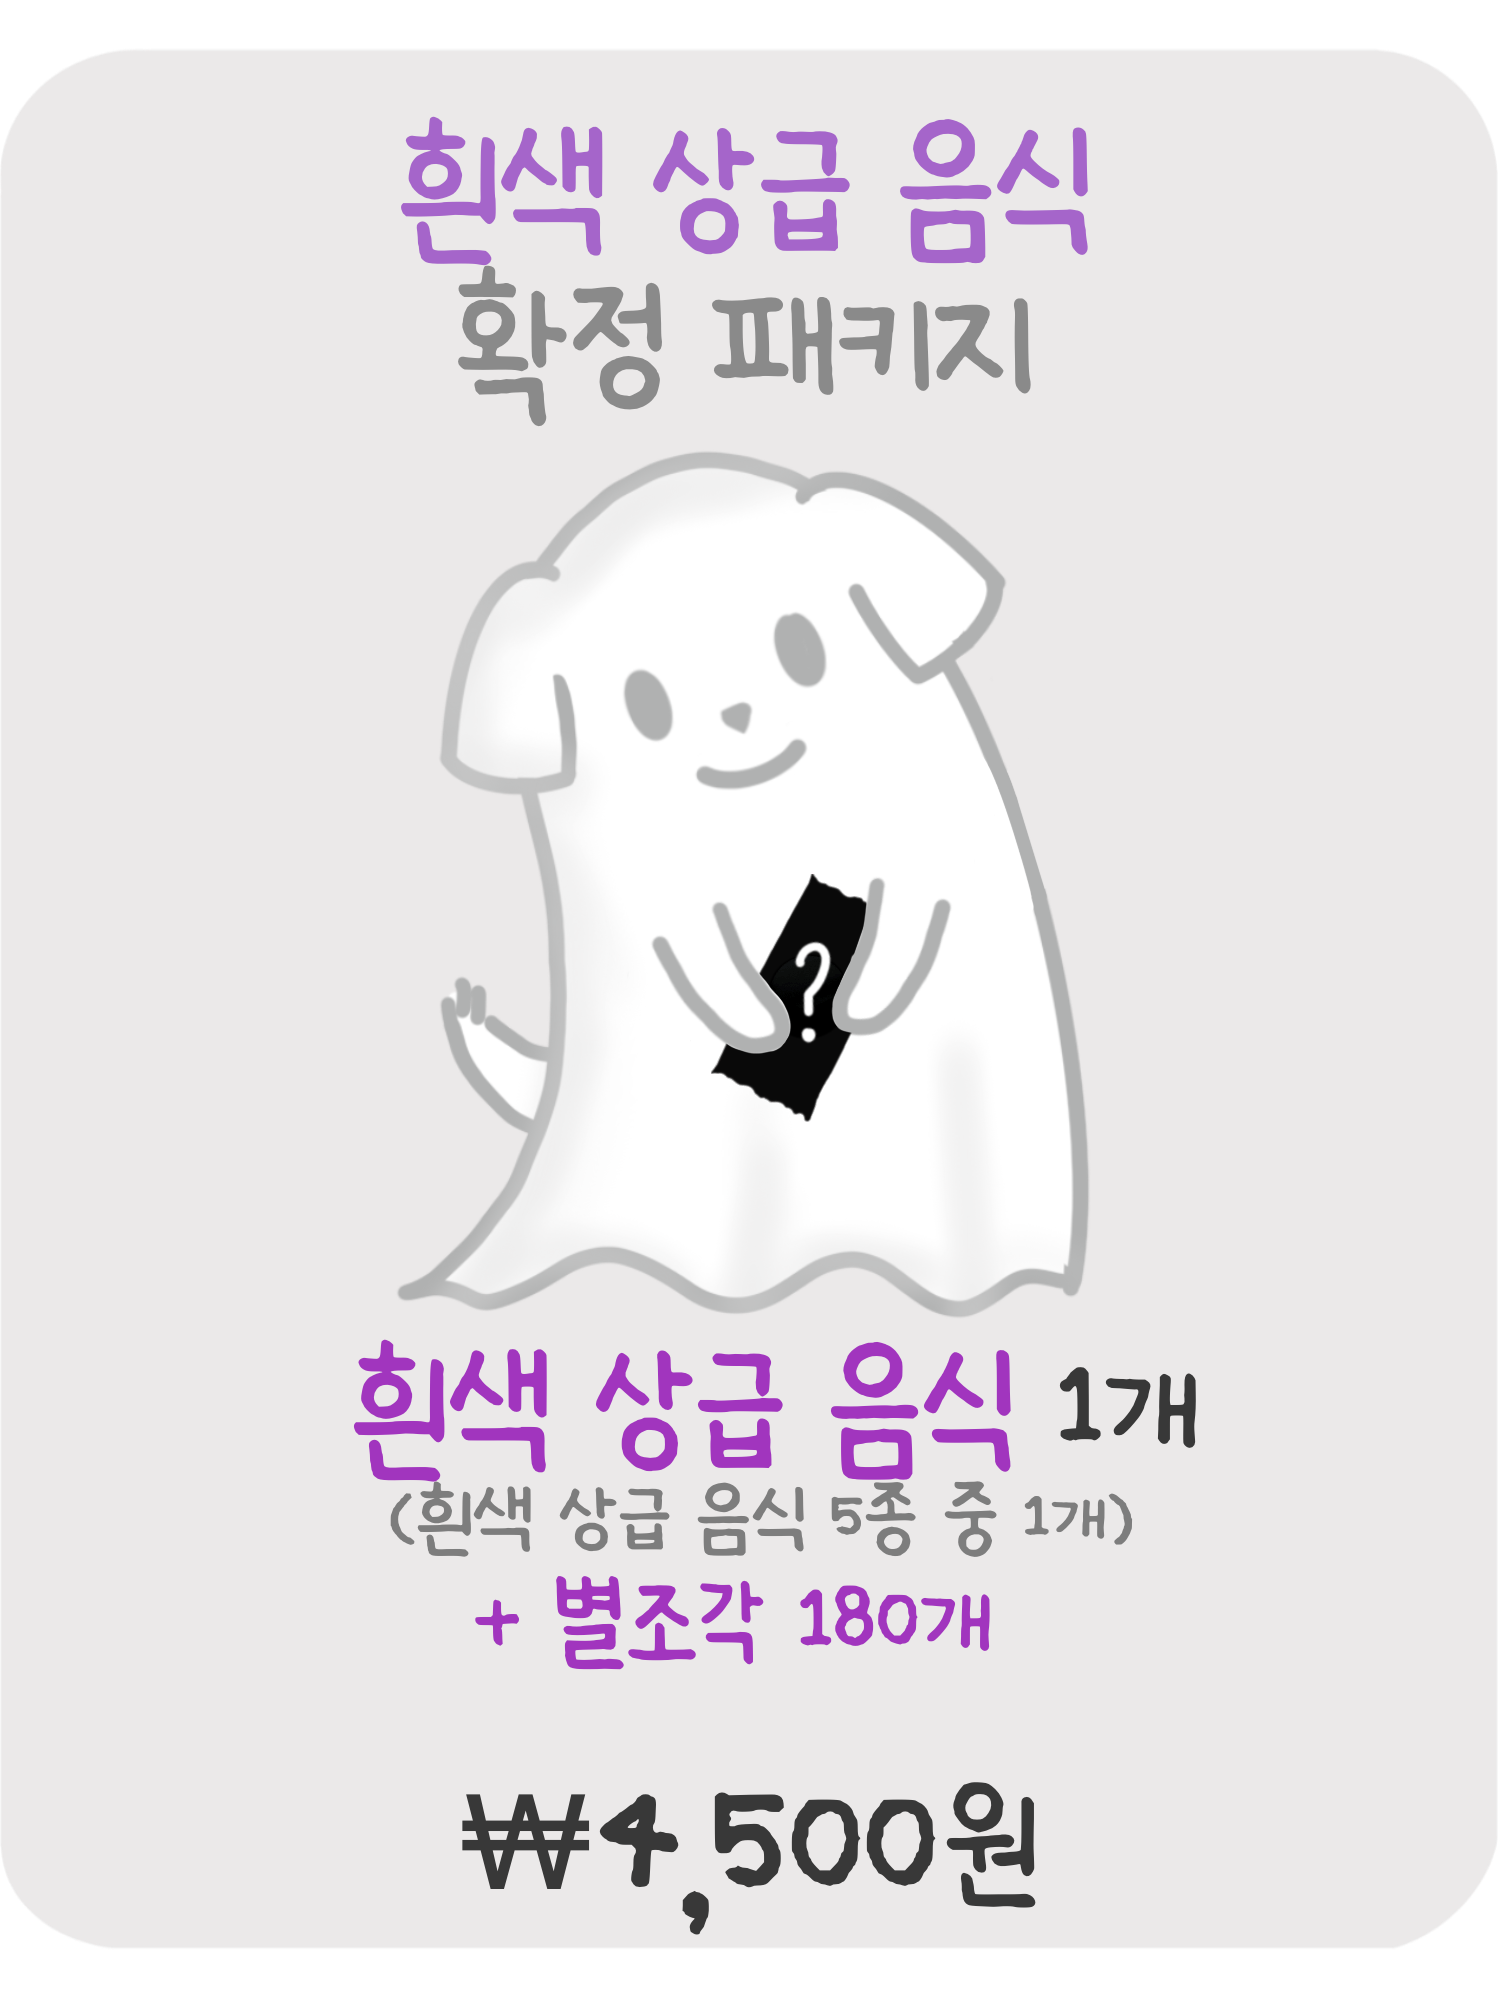 흰색 상급 음식
확정 패키지
?
흰색 상급 음식 1개
(흰색 상급 음식 5종 중 1개)
+ 별조각 180개
₩4,500원